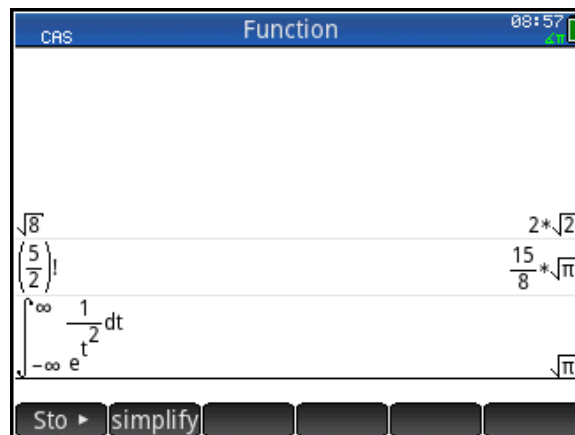 CAS Function 08:57
∡π
√8 2*√2
(5/2)! 15/8*√π
∫_-∞^∞ 1/e^t^2 dt √π
Sto ► simplify